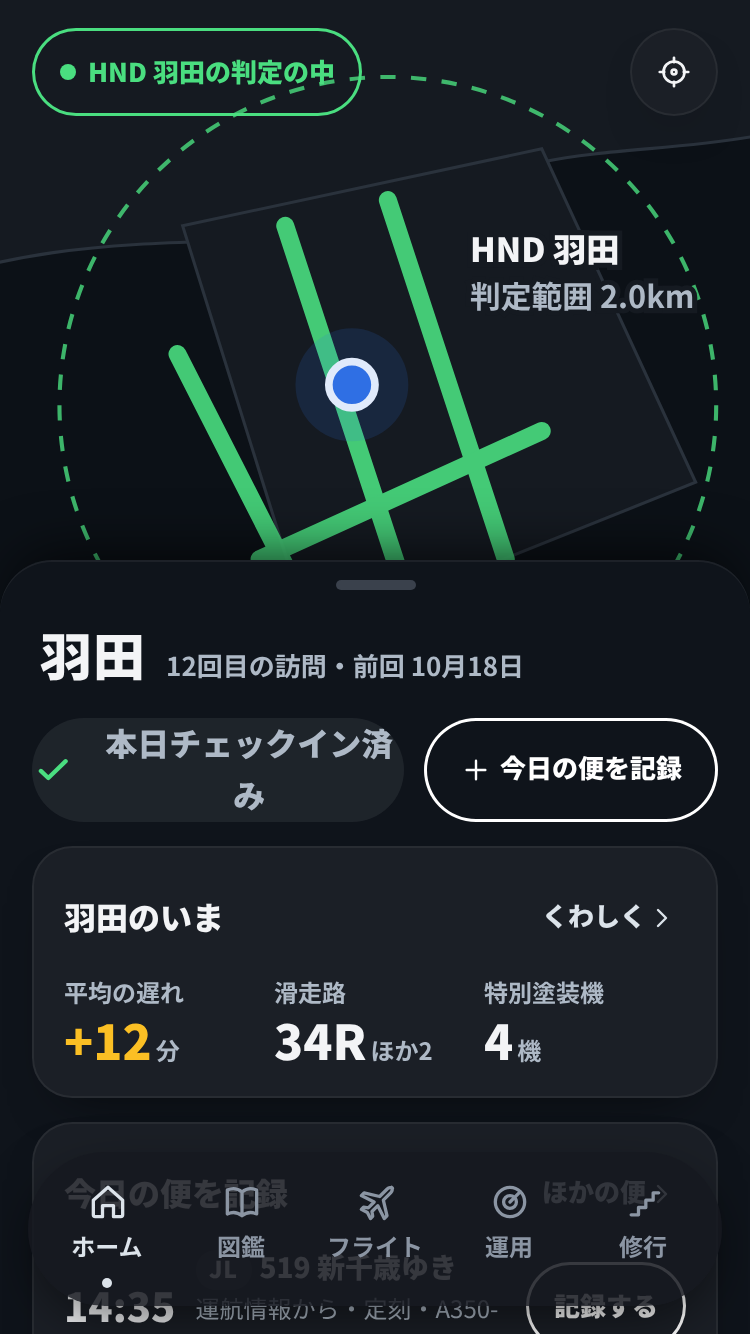 HND 羽田の判定の中
HND 羽田
判定範囲 2.0km
羽田 12回目の訪問・前回 10月18日
本日チェックイン済
み
今日の便を記録
羽田のいま くわしく
平均の遅れ 滑走路 特別塗装機
+12分 34Rほか2 4機
今日の便を記録 ほかの便
ホーム 図鑑 フライト 運用 修行
JL 519 新千歳ゆき
14:35 運航情報から・定刻・A350- 記録する